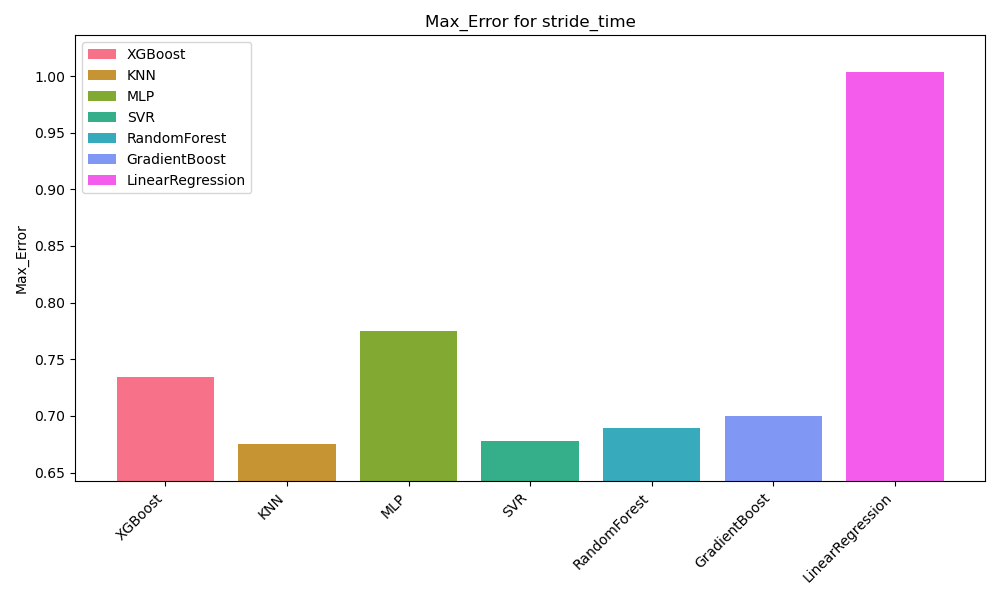 Max_Error for stride_time
XGBoost
KNN
MLP
SVR
RandomForest
GradientBoost
LinearRegression
Max_Error
1.00
0.95
0.90
0.85
0.80
0.75
0.70
0.65
XGBoost
KNN
MLP
SVR
RandomForest
GradientBoost
LinearRegression